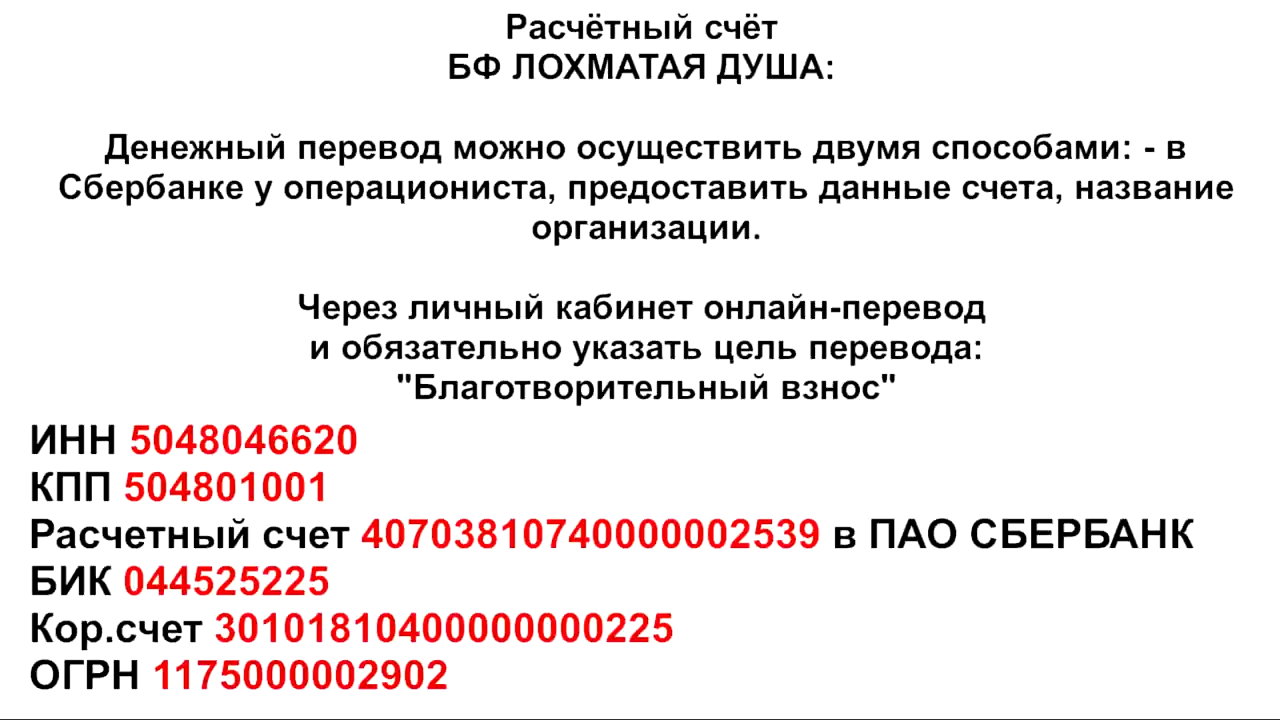 Расчётный счёт
БФ ЛОХМАТАЯ ДУША:
Денежный перевод можно осуществить двумя способами: - в
Сбербанке у операциониста, предоставить данные счета, название
организации.
Через личный кабинет онлайн-перевод
и обязательно указать цель перевода:
"Благотворительный взнос"
ИНН 5048046620
КПП 504801001
Расчетный счет 40703810740000002539 в ПАО СБЕРБАНК
БИК 044525225
Кор.счет 30101810400000000225
ОГРН 1175000002902